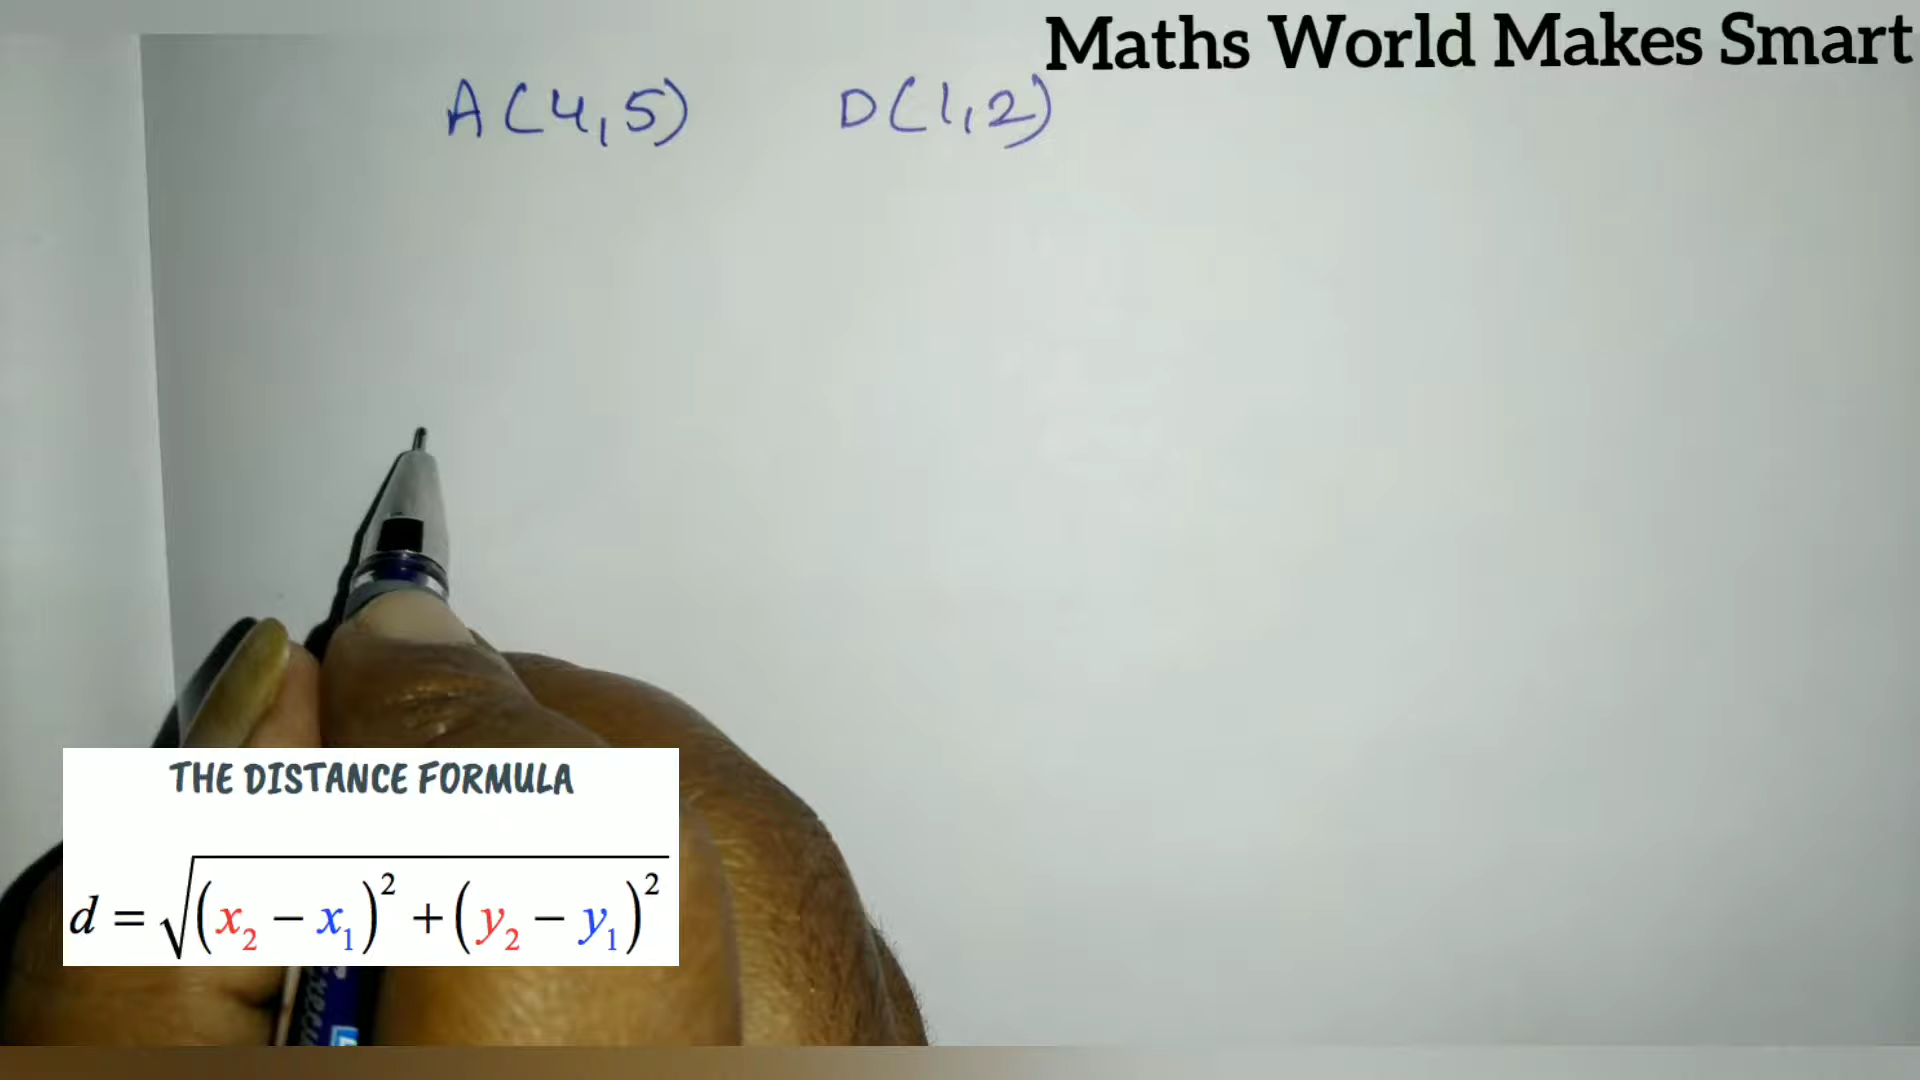 Maths World Makes Smart
A(4,5) D(1,2)
THE DISTANCE FORMULA
d = √(x₂ − x₁)² + (y₂ − y₁)²